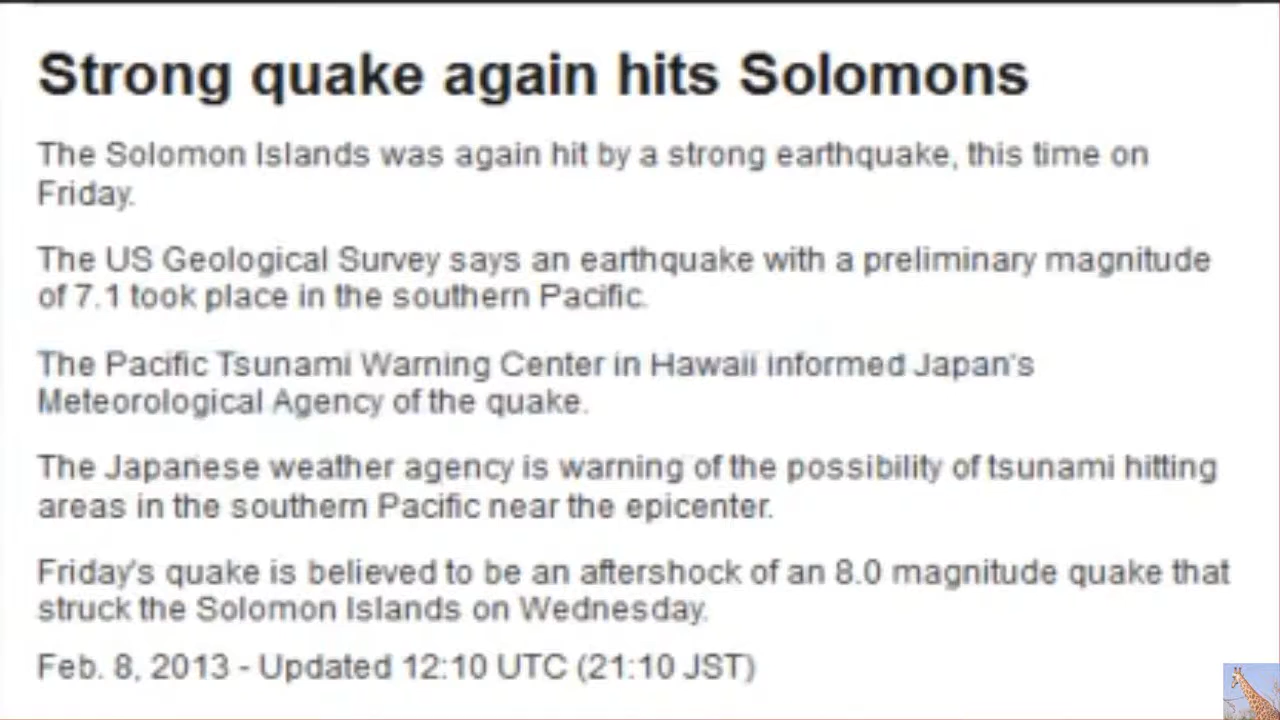 Strong quake again hits Solomons
The Solomon Islands was again hit by a strong earthquake, this time on
Friday.
The US Geological Survey says an earthquake with a preliminary magnitude
of 7.1 took place in the southern Pacific.
The Pacific Tsunami Warning Center in Hawaii informed Japan's
Meteorological Agency of the quake.
The Japanese weather agency is warning of the possibility of tsunami hitting
areas in the southern Pacific near the epicenter.
Friday's quake is believed to be an aftershock of an 8.0 magnitude quake that
struck the Solomon Islands on Wednesday.
Feb. 8, 2013 - Updated 12:10 UTC (21:10 JST)